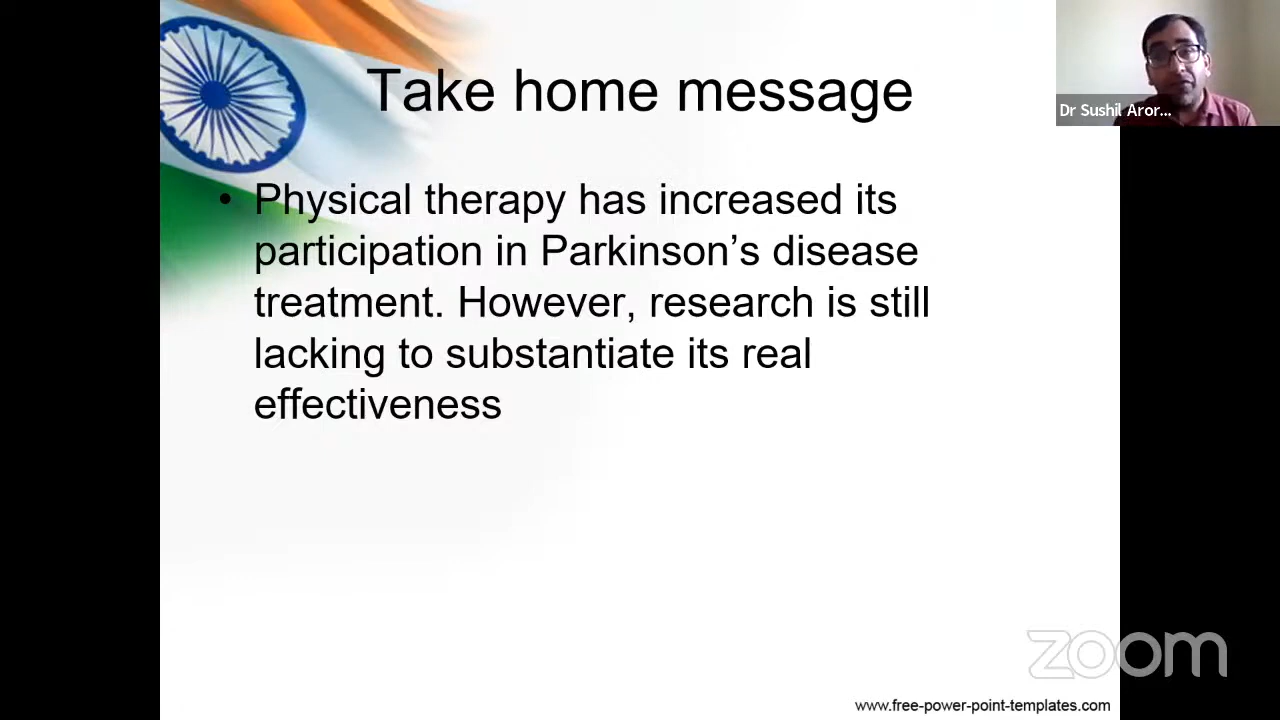 Take home message
Dr Sushil Aror...
• Physical therapy has increased its
participation in Parkinson’s disease
treatment. However, research is still
lacking to substantiate its real
effectiveness
zoom
www.free-power-point-templates.com